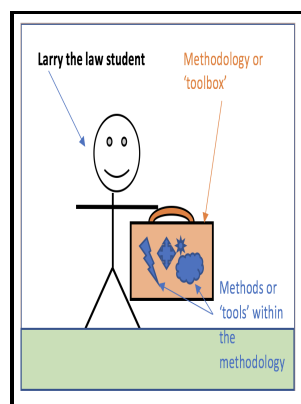 Larry the law student
Methodology or
‘toolbox’
Methods or
‘tools’ within
the
methodology